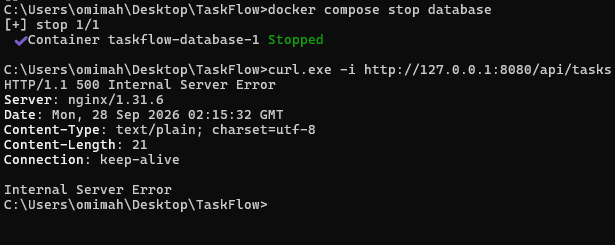 C:\Users\omimah\Desktop\TaskFlow>docker compose stop database
[+] stop 1/1
✔Container taskflow-database-1 Stopped
C:\Users\omimah\Desktop\TaskFlow>curl.exe -i http://127.0.0.1:8080/api/tasks
HTTP/1.1 500 Internal Server Error
Server: nginx/1.31.6
Date: Mon, 28 Sep 2026 02:15:32 GMT
Content-Type: text/plain; charset=utf-8
Content-Length: 21
Connection: keep-alive
Internal Server Error
C:\Users\omimah\Desktop\TaskFlow>